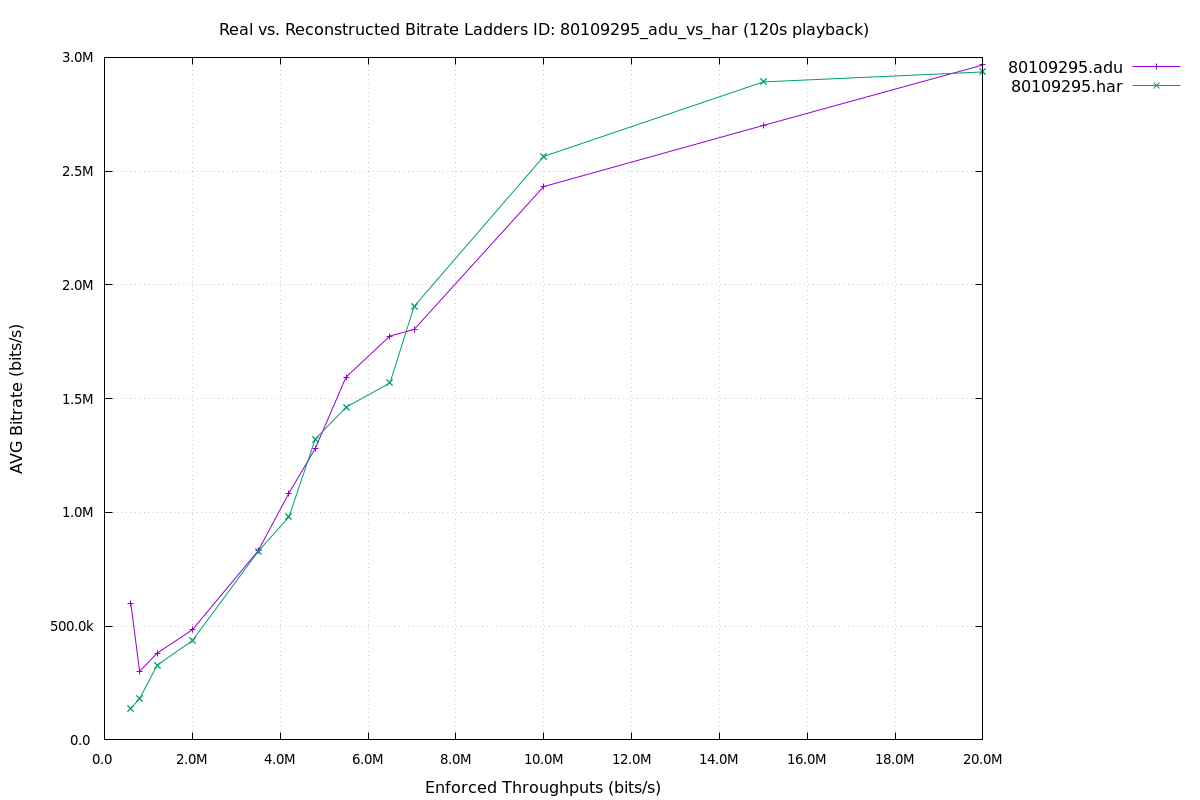 Real vs. Reconstructed Bitrate Ladders ID: 80109295_adu_vs_har (120s playback)
80109295.adu
80109295.har
3.0M
2.5M
2.0M
1.5M
1.0M
500.0k
0.0
AVG Bitrate (bits/s)
0.0 2.0M 4.0M 6.0M 8.0M 10.0M 12.0M 14.0M 16.0M 18.0M 20.0M
Enforced Throughputs (bits/s)